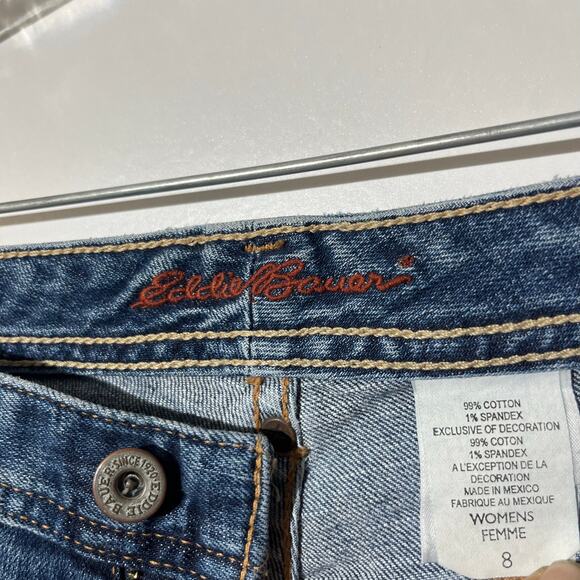 Eddie Bauer®
EDDIE BAUER · SINCE 1920 ·
99% COTTON
1% SPANDEX
EXCLUSIVE OF DECORATION
99% COTON
1% SPANDEX
A L'EXCEPTION DE LA
DECORATION
MADE IN MEXICO
FABRIQUE AU MEXIQUE
WOMENS
FEMME
8